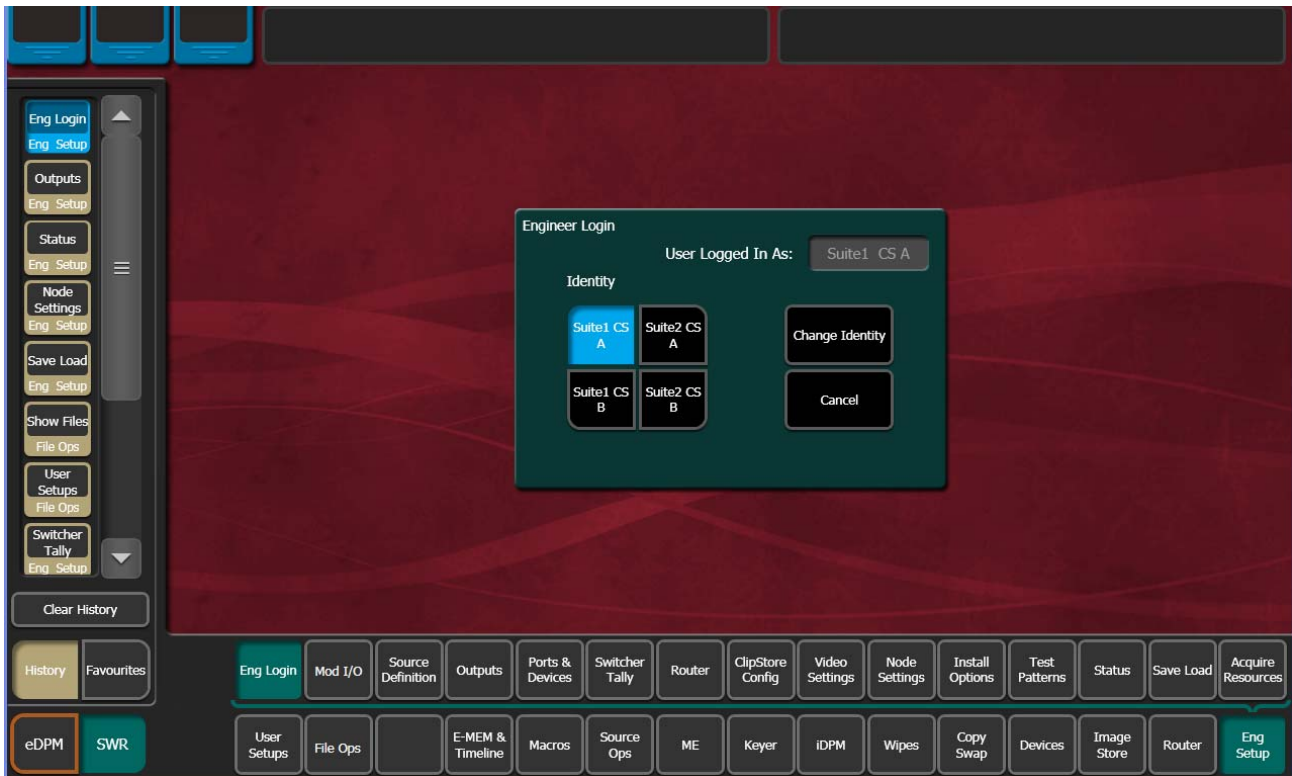 Eng Login
Eng Setup
Outputs
Eng Setup
Status
Eng Setup
Node
Settings
Eng Setup
Save Load
Eng Setup
Show Files
File Ops
User
Setups
File Ops
Switcher
Tally
Eng Setup
Clear History
History
Favourites
eDPM
SWR
Engineer Login
User Logged In As:
Suite1 CS A
Identity
Suite1 CS
A
Suite2 CS
A
Change Identity
Suite1 CS
B
Suite2 CS
B
Cancel
Eng Login
Mod I/O
Source
Definition
Outputs
Ports &
Devices
Switcher
Tally
Router
ClipStore
Config
Video
Settings
Node
Settings
Install
Options
Test
Patterns
Status
Save Load
Acquire
Resources
User
Setups
File Ops
E-MEM &
Timeline
Macros
Source
Ops
ME
Keyer
iDPM
Wipes
Copy
Swap
Devices
Image
Store
Router
Eng
Setup